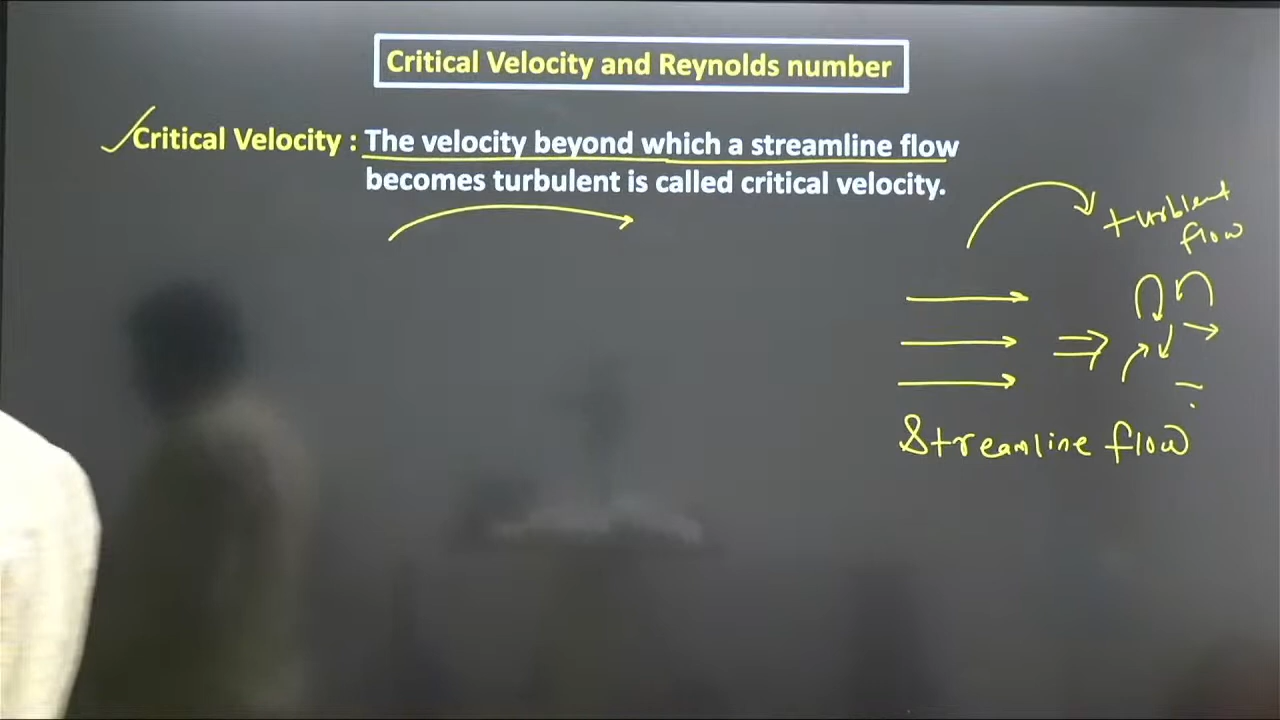 Critical Velocity and Reynolds number
Critical Velocity : The velocity beyond which a streamline flow
becomes turbulent is called critical velocity.
turblent
flow
Streamline flow